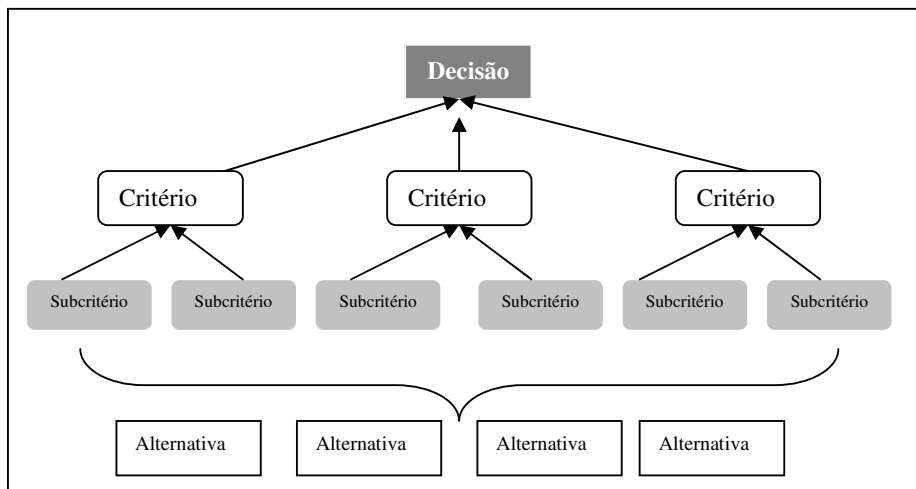 Decisão
Critério
Critério
Critério
Subcritério
Subcritério
Subcritério
Subcritério
Subcritério
Subcritério
Alternativa
Alternativa
Alternativa
Alternativa